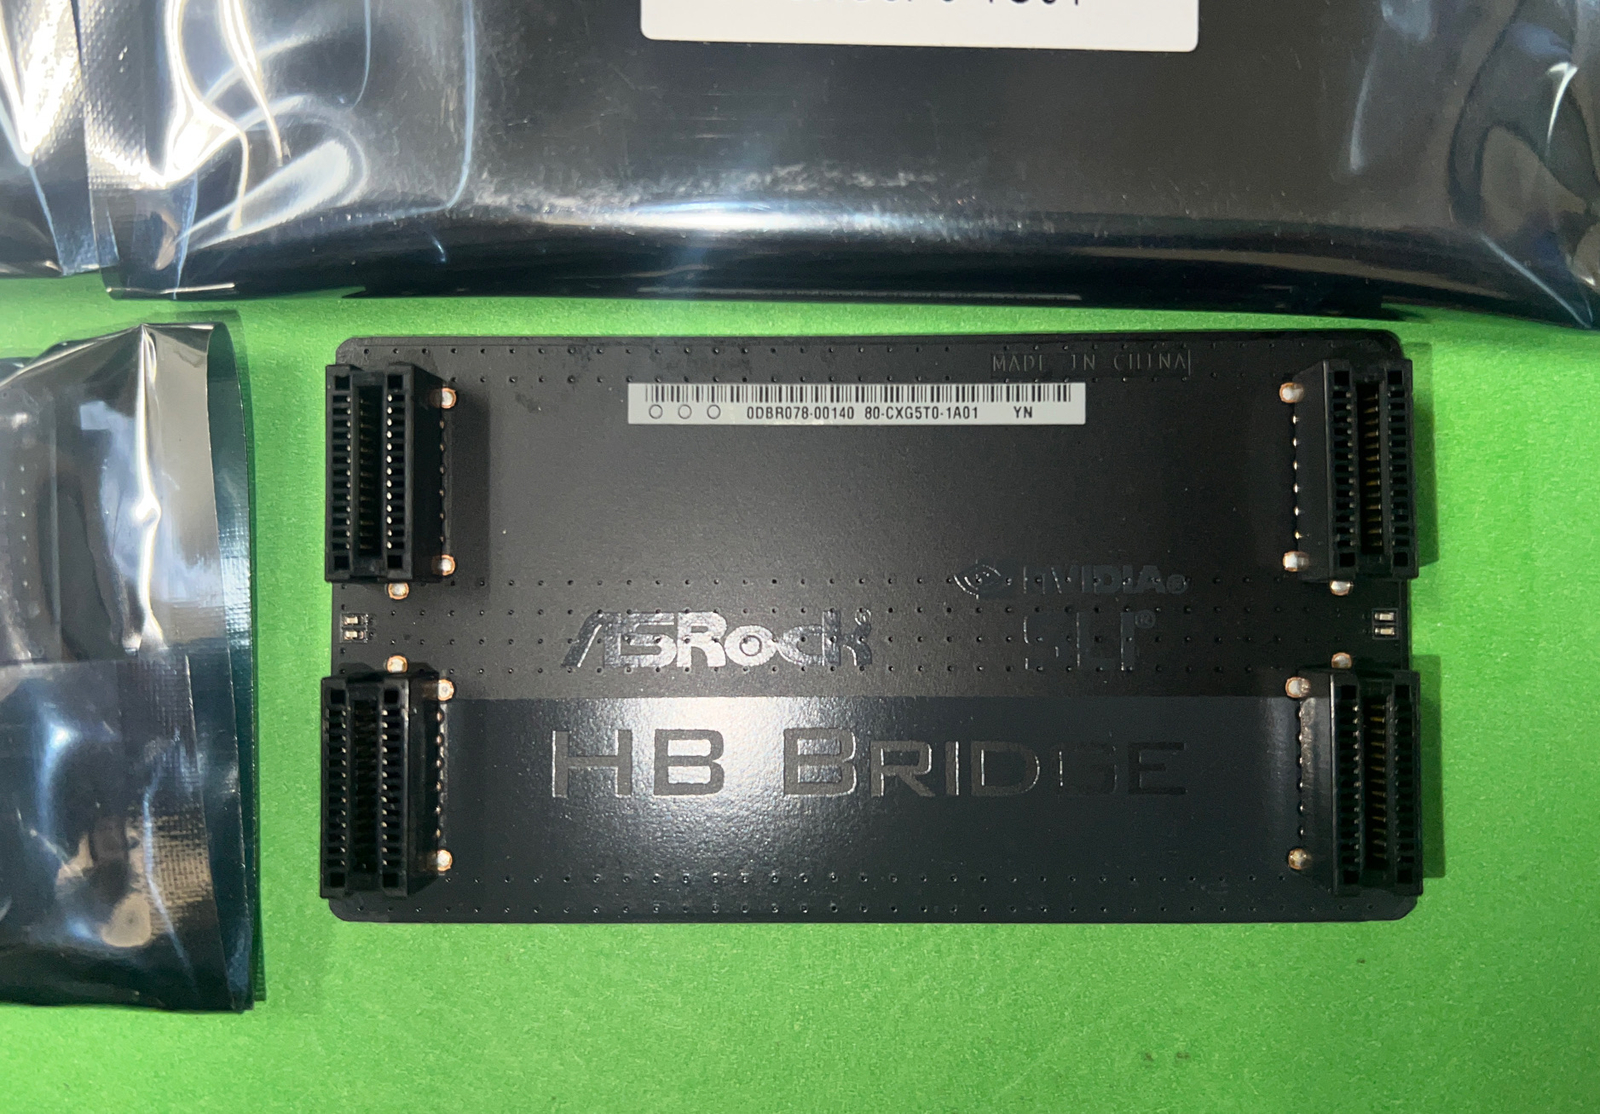 MADE IN CHINA
0DBR078-00140 80-CXG5T0-1A01 YN
NVIDIA®
ASRock SLI®
HB BRIDGE